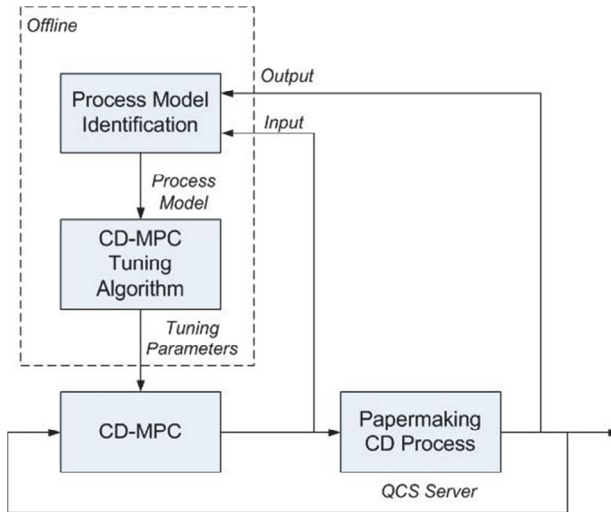 Offline
Process Model
Identification
Output
Input
Process
Model
CD-MPC
Tuning
Algorithm
Tuning
Parameters
CD-MPC
Papermaking
CD Process
QCS Server